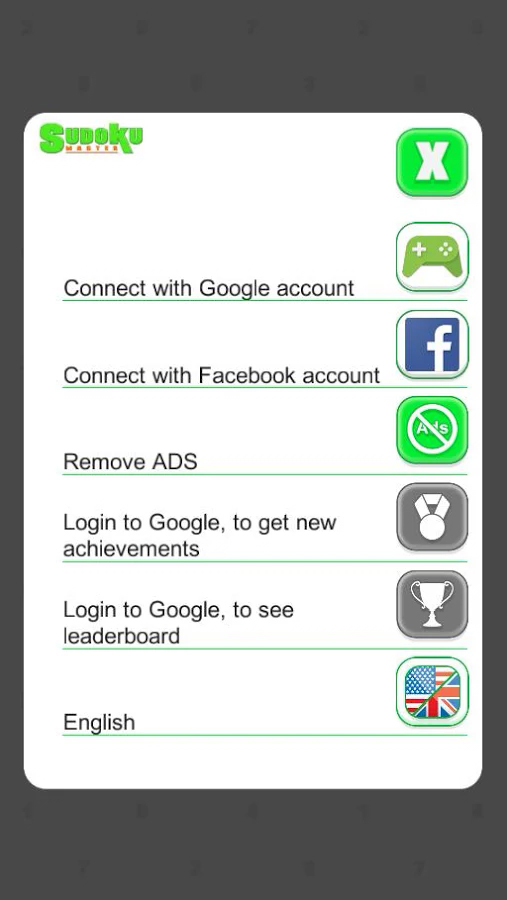 SUDOKU
MASTER
X
Connect with Google account
f
Connect with Facebook account
Ads
Remove ADS
Login to Google, to get new
achievements
Login to Google, to see
leaderboard
English